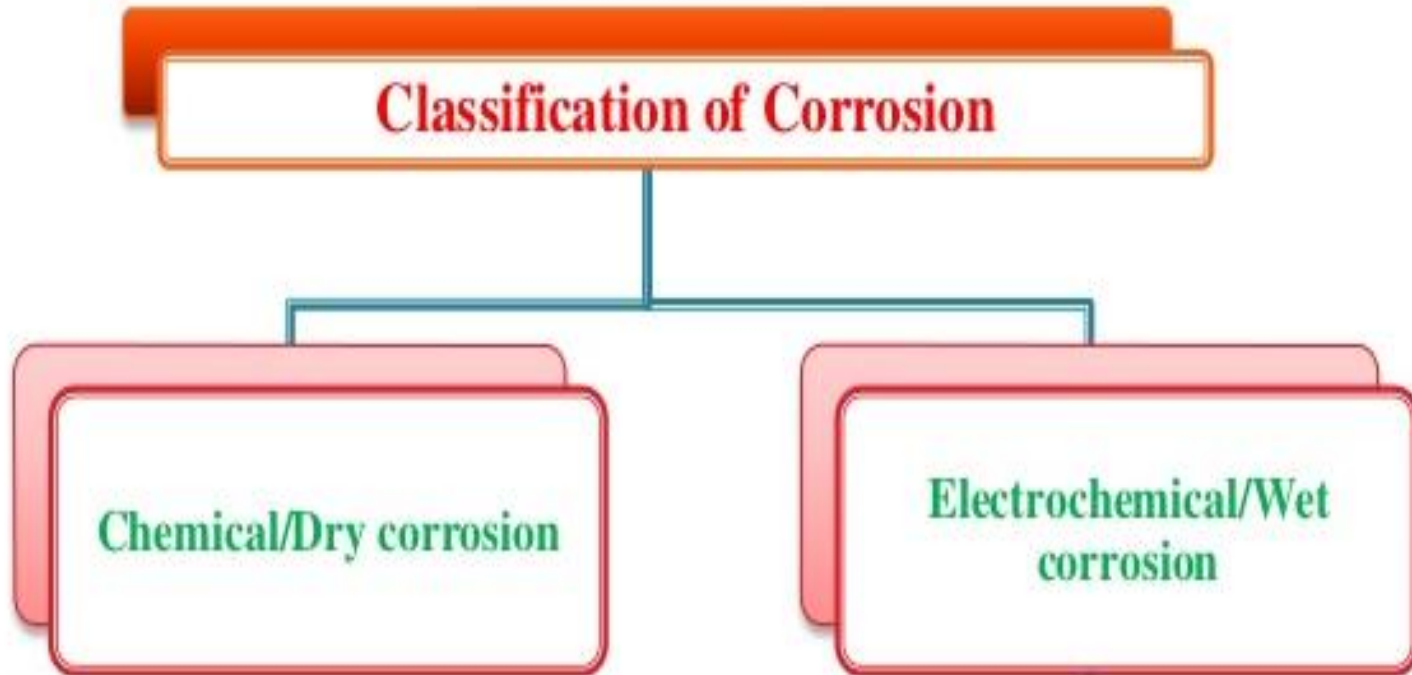 Classification of Corrosion
Chemical/Dry corrosion
Electrochemical/Wet
corrosion